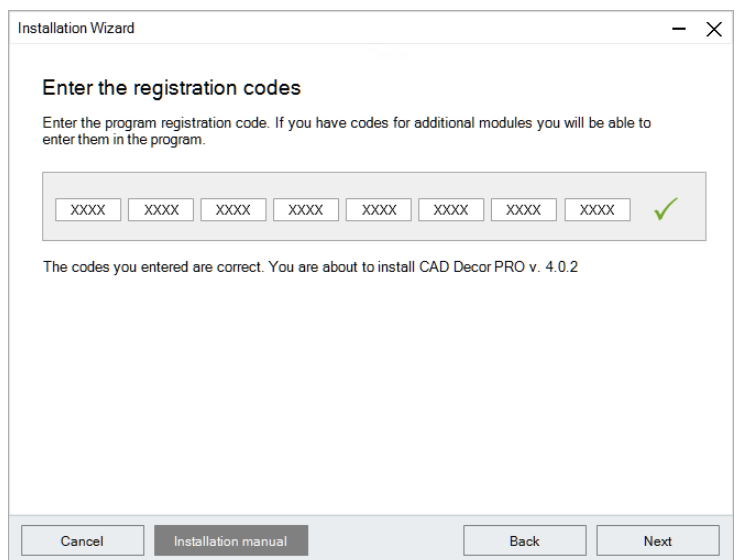 Installation Wizard
Enter the registration codes
Enter the program registration code. If you have codes for additional modules you will be able to
enter them in the program.
XXXX XXXX XXXX XXXX XXXX XXXX XXXX XXXX
The codes you entered are correct. You are about to install CAD Decor PRO v. 4.0.2
Cancel Installation manual Back Next